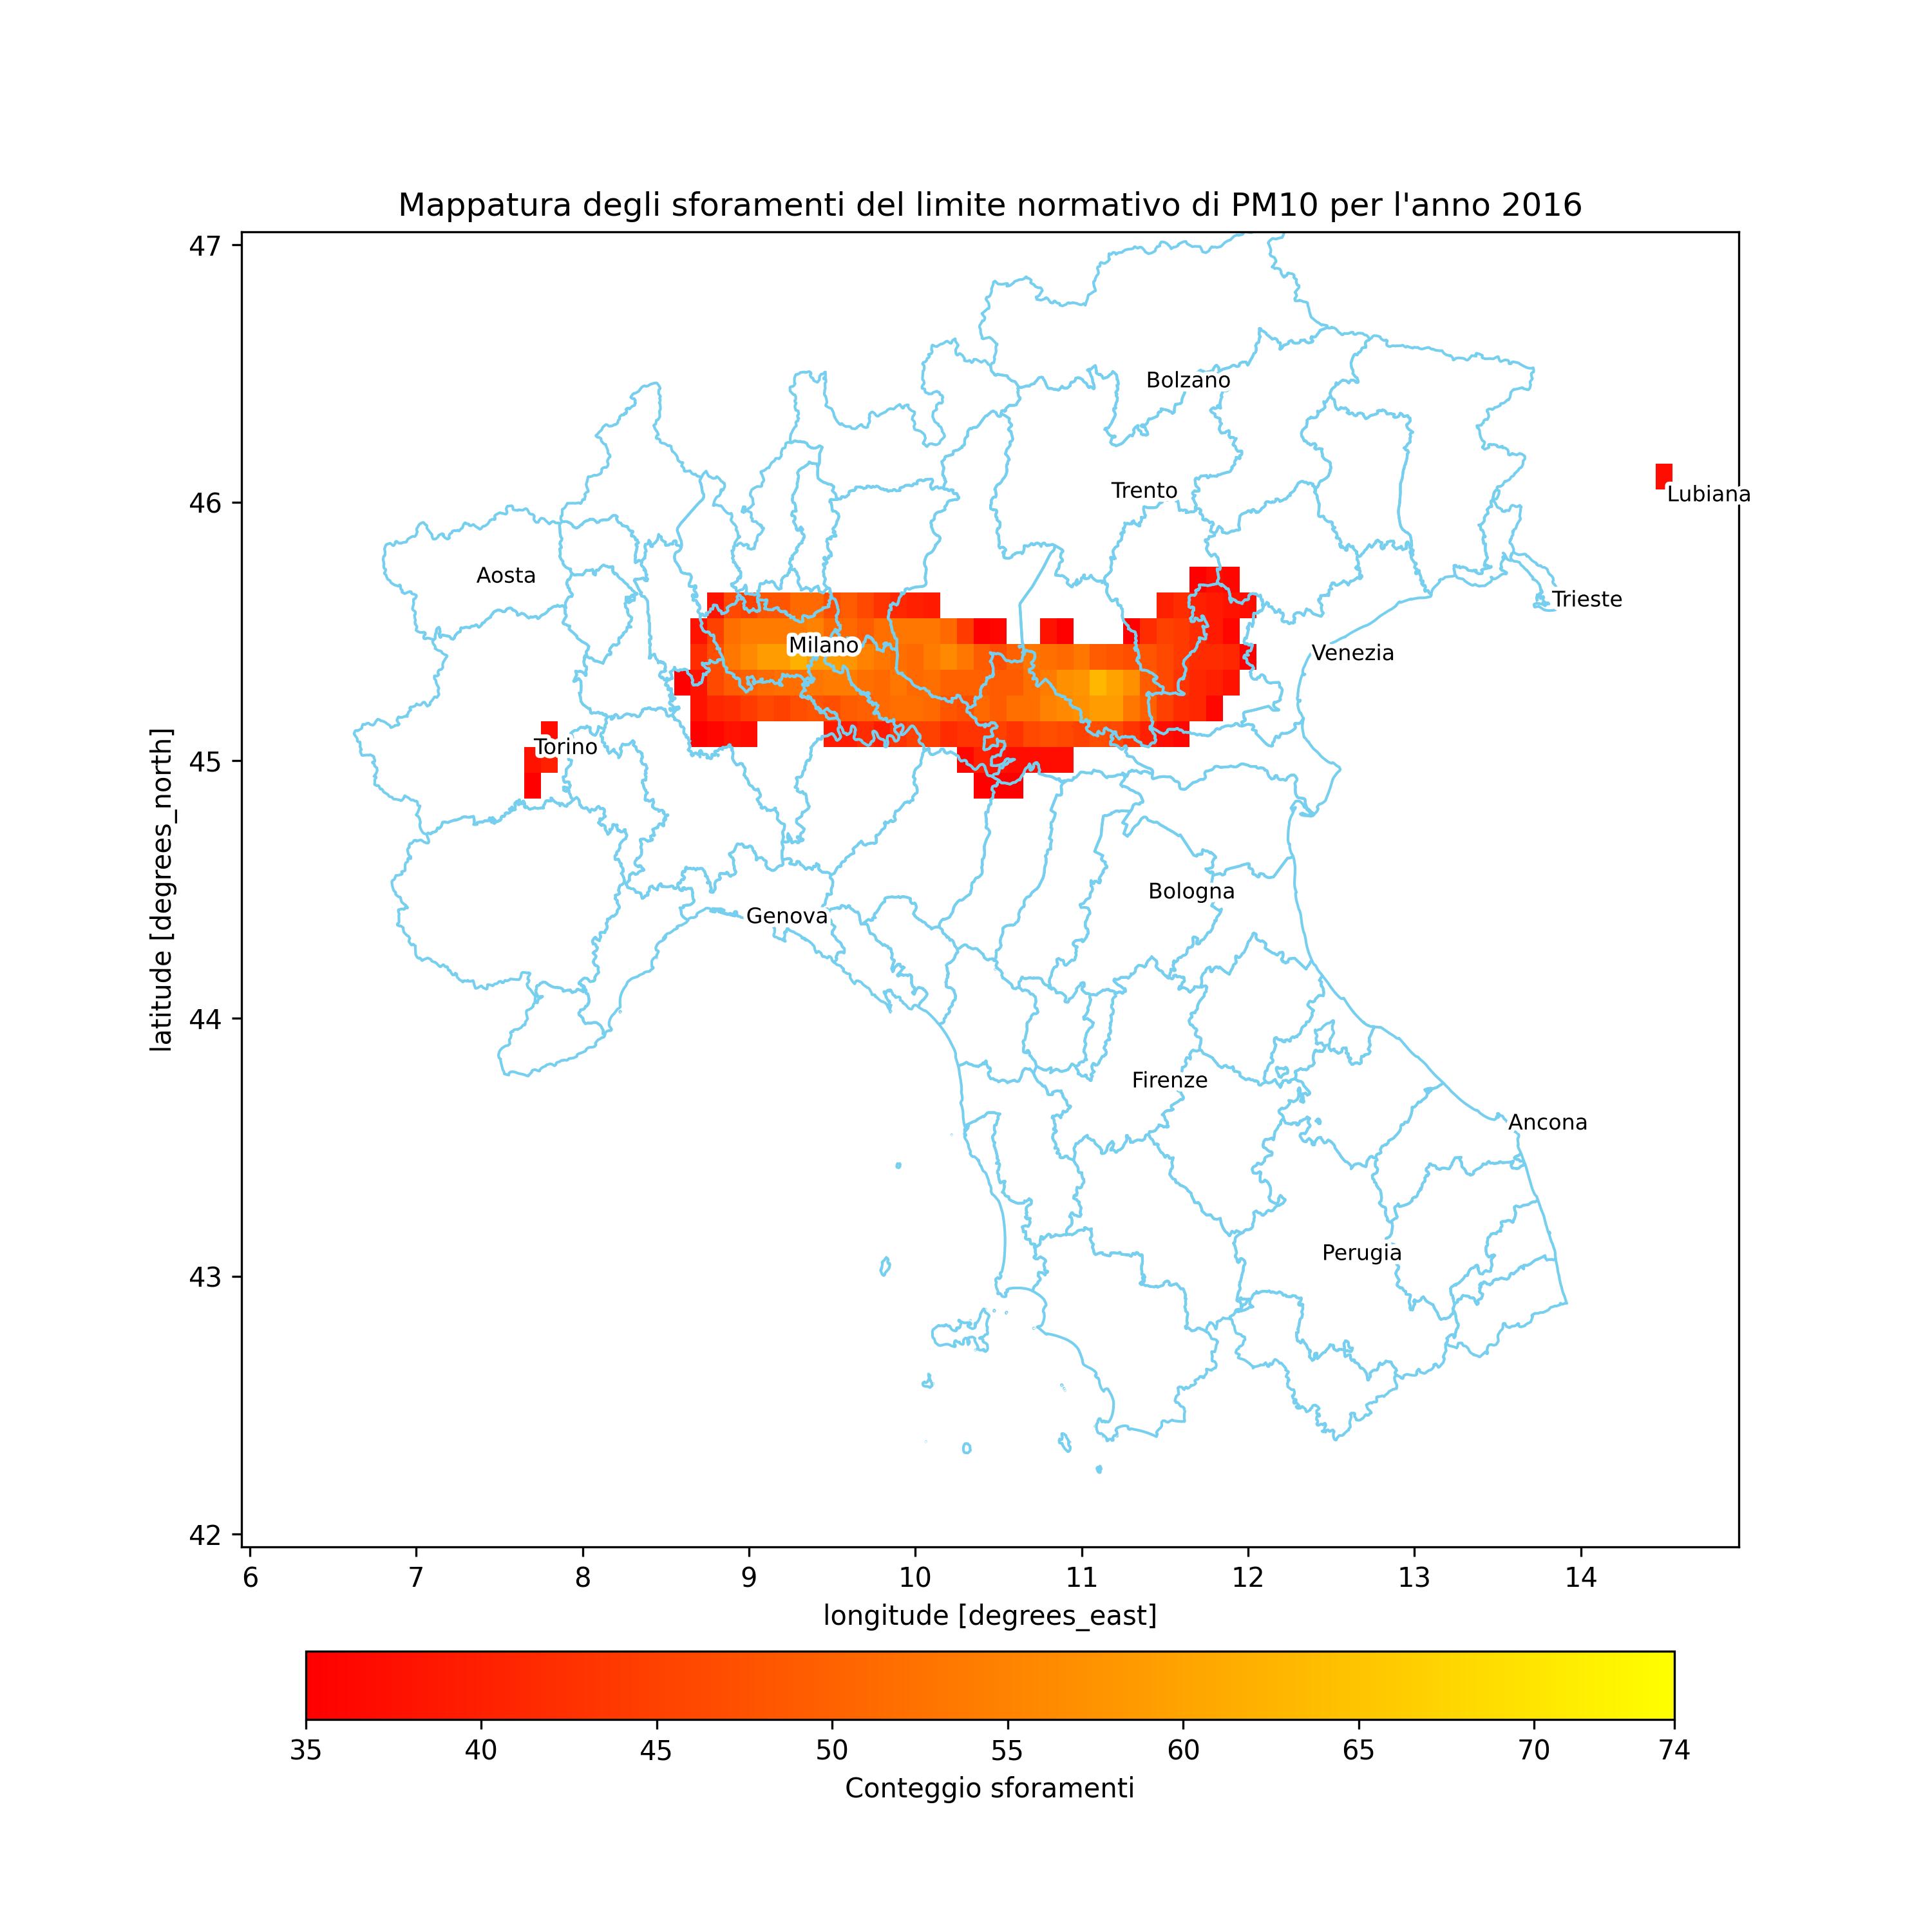 Mappatura degli sforamenti del limite normativo di PM10 per l'anno 2016
47
46
45
44
43
42
latitude [degrees_north]
Bolzano
Trento
Lubiana
Aosta
Trieste
Milano
Venezia
Torino
Bologna
Genova
Firenze
Ancona
Perugia
6 7 8 9 10 11 12 13 14
longitude [degrees_east]
35 40 45 50 55 60 65 70 74
Conteggio sforamenti